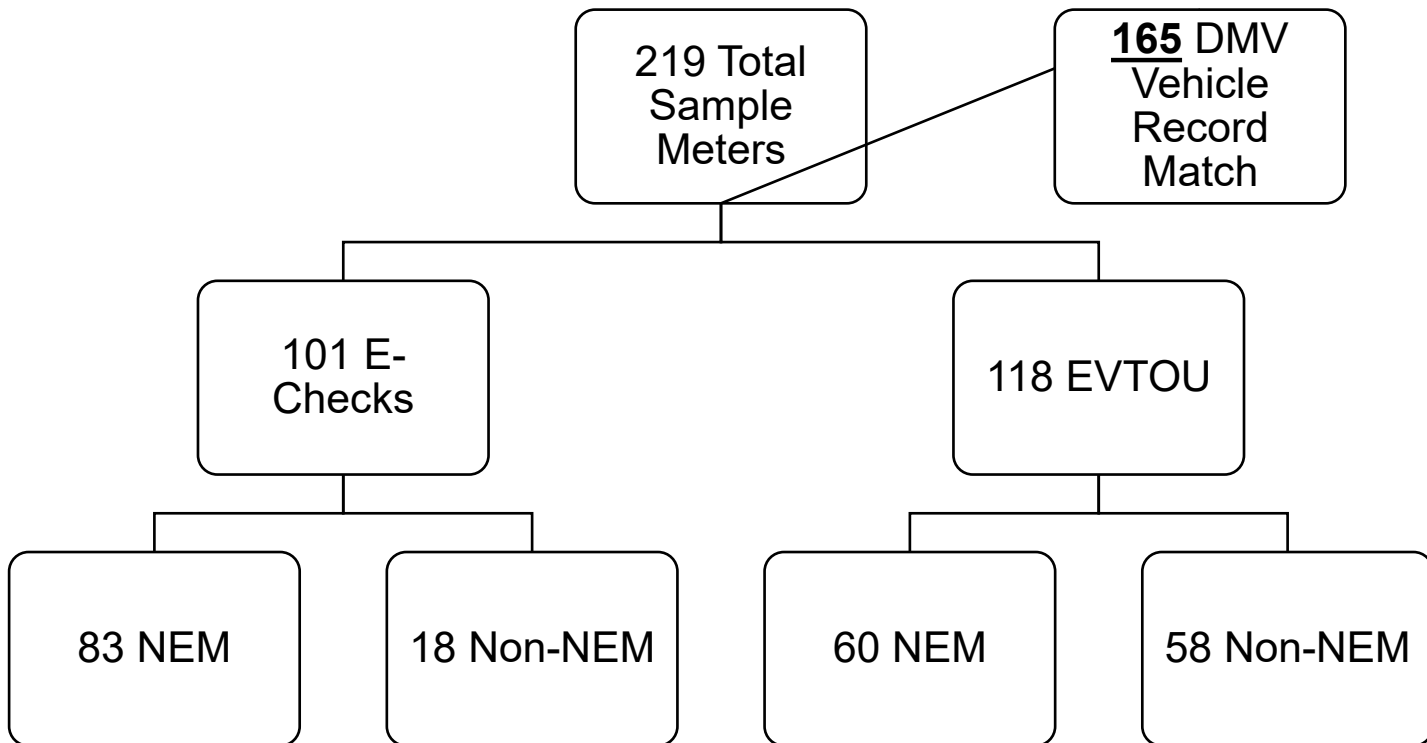 219 Total
Sample
Meters
165 DMV
Vehicle
Record
Match
101 E-
Checks
118 EVTOU
83 NEM
18 Non-NEM
60 NEM
58 Non-NEM